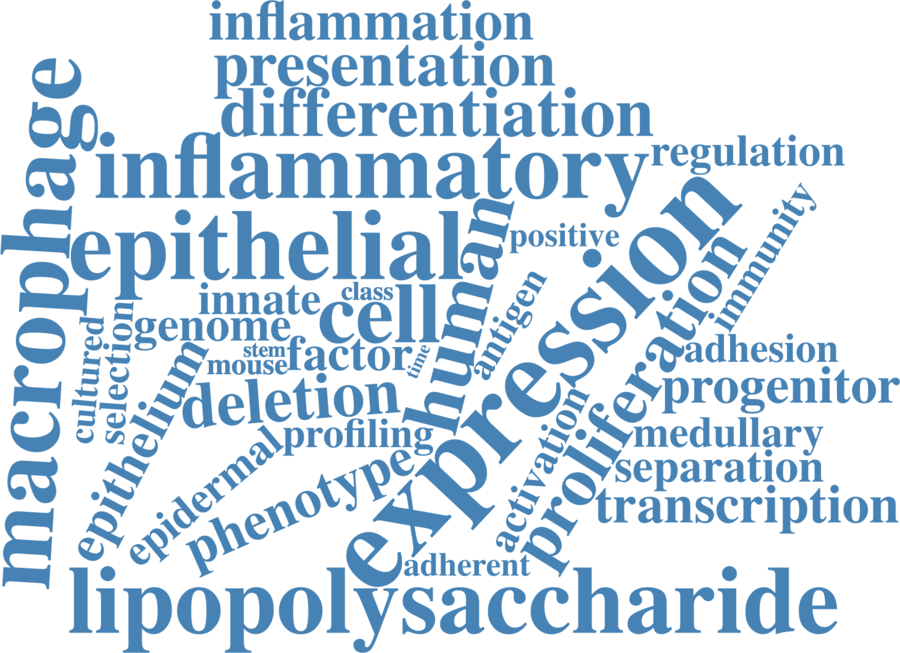 inflammation
presentation
differentiation
inflammatory
regulation
macrophage
epithelial
human
positive
expression
immunity
innate
class
cell
antigen
proliferation
genome
cultured
selection
stem
mouse
factor
time
adhesion
epithelium
deletion
progenitor
profiling
medullary
epidermal
phenotype
activation
separation
transcription
adherent
lipopolysaccharide